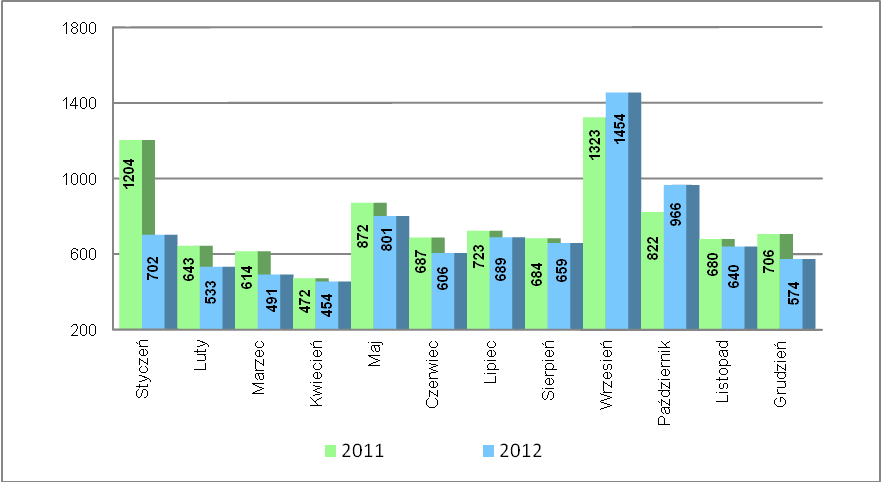 1800
1400
1000
600
200
1204
702
643
533
614
491
472
454
872
801
687
606
723
689
684
659
1323
1454
822
966
680
640
706
574
Styczeń
Luty
Marzec
Kwiecień
Maj
Czerwiec
Lipiec
Sierpień
Wrzesień
Październik
Listopad
Grudzień
2011
2012